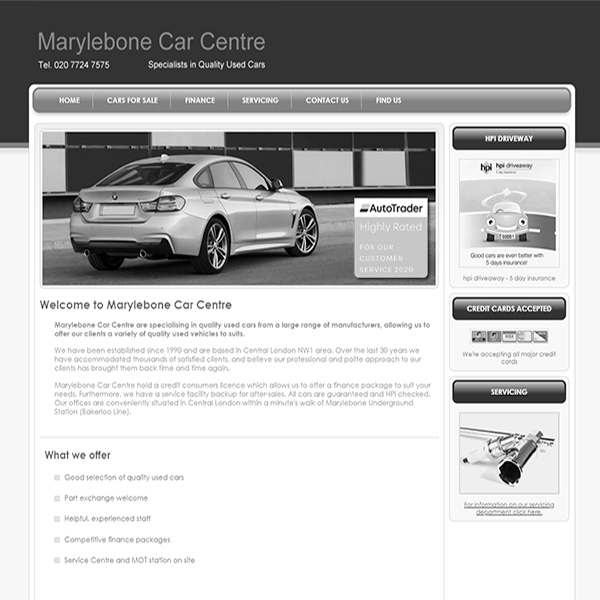 Marylebone Car Centre
Tel. 020 7724 7575
Specialists in Quality Used Cars
HOME
CARS FOR SALE
FINANCE
SERVICING
CONTACT US
FIND US
AutoTrader
Highly Rated
FOR OUR
CUSTOMER
SERVICE 2020
Welcome to Marylebone Car Centre
Marylebone Car Centre are specialising in quality used cars from a large range of manufacturers, allowing us to
offer our clients a variety of quality used vehicles to suits.
We have been established since 1990 and are based in Central London NW1 area. Over the last 30 years we
have accommodated thousands of satisfied clients, and believe our professional and polite approach to our
clients has brought them back time and time again.
Marylebone Car Centre hold a credit consumers licence which allows us to offer a finance package to suit your
needs. Furthermore, we have a service facility backup for after-sales. All cars are guaranteed and HPI checked.
Our offices are conveniently situated in Central London within a minute's walk of Marylebone Underground
Station (Bakerloo Line).
What we offer
Good selection of quality used cars
Part exchange welcome
Helpful, experienced staff
Competitive finance packages
Service Centre and MOT station on site
HPI DRIVEWAY
hpi hpi driveaway
5 day insurance
Good cars are even better with
5 days insurance!
hpi driveaway - 5 day insurance
CREDIT CARDS ACCEPTED
VISA
We're accepting all major credit
cards
SERVICING
For information on our servicing
department click here.